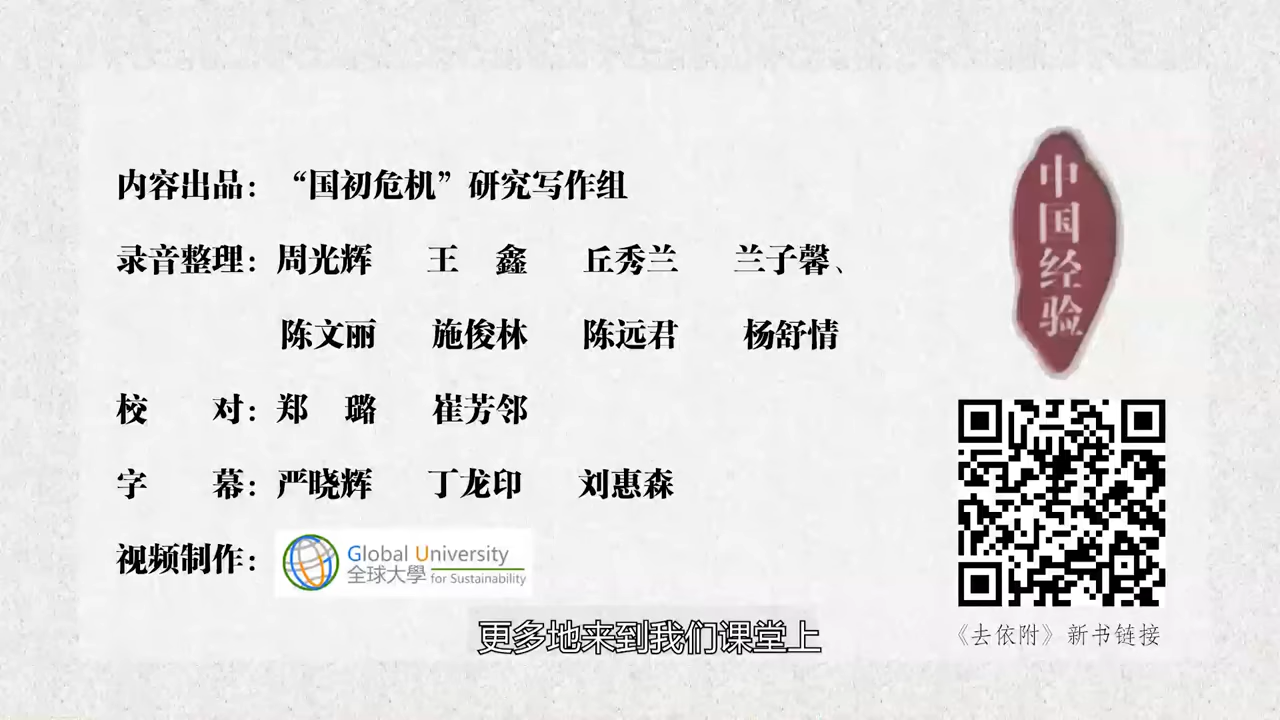 内容出品：“国初危机”研究写作组
录音整理：周光辉 王 鑫 丘秀兰 兰子馨、
陈文丽 施俊林 陈远君 杨舒情
校 对：郑 璐 崔芳邻
字 幕：严晓辉 丁龙印 刘惠森
视频制作：
Global University
全球大學 for Sustainability
中国经验
《去依附》新书链接
更多地来到我们课堂上